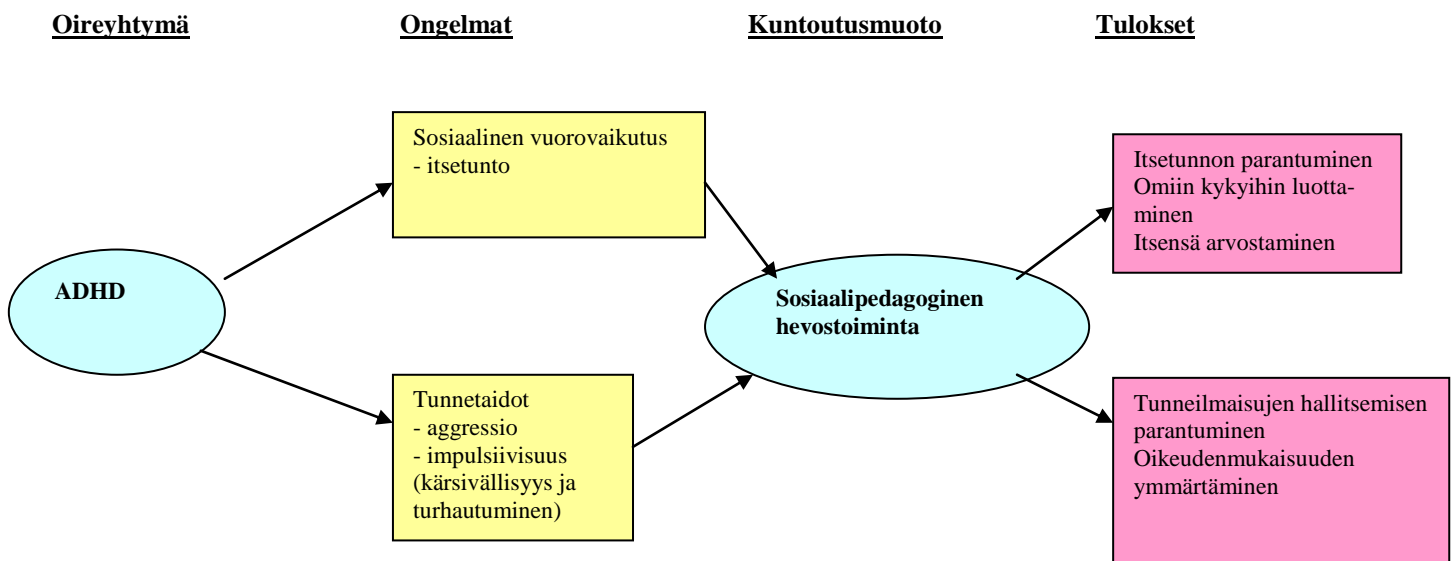 Oireyhtymä
Ongelmat
Kuntoutusmuoto
Tulokset
Sosiaalinen vuorovaikutus
- itsetunto
Itsetunnon parantuminen
Omiin kykyihin luotta-
minen
Itsensä arvostaminen
ADHD
Sosiaalipedagoginen
hevostoiminta
Tunnetaidot
- aggressio
- impulsiivisuus
(kärsivällisyys ja
turhautuminen)
Tunneilmaisujen hallitsemisen
parantuminen
Oikeudenmukaisuuden
ymmärtäminen